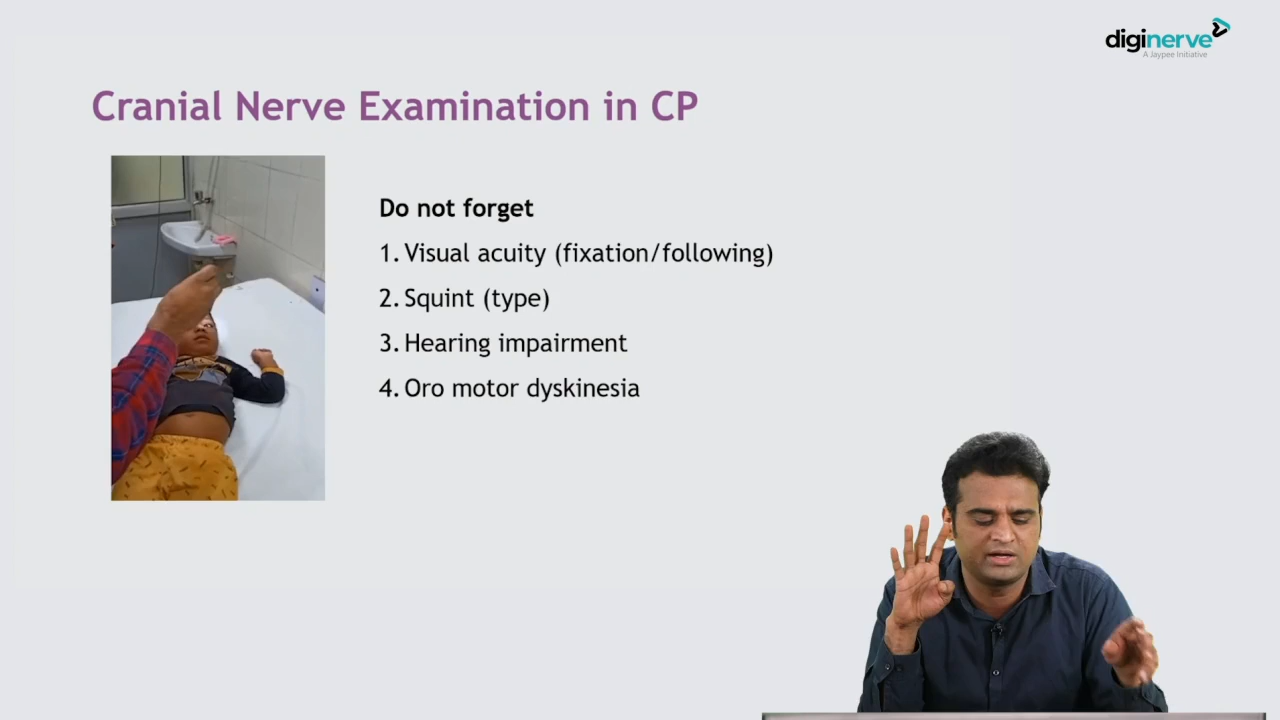 diginerve
A Jaypee Initiative
Cranial Nerve Examination in CP
Do not forget
1. Visual acuity (fixation/following)
2. Squint (type)
3. Hearing impairment
4. Oro motor dyskinesia